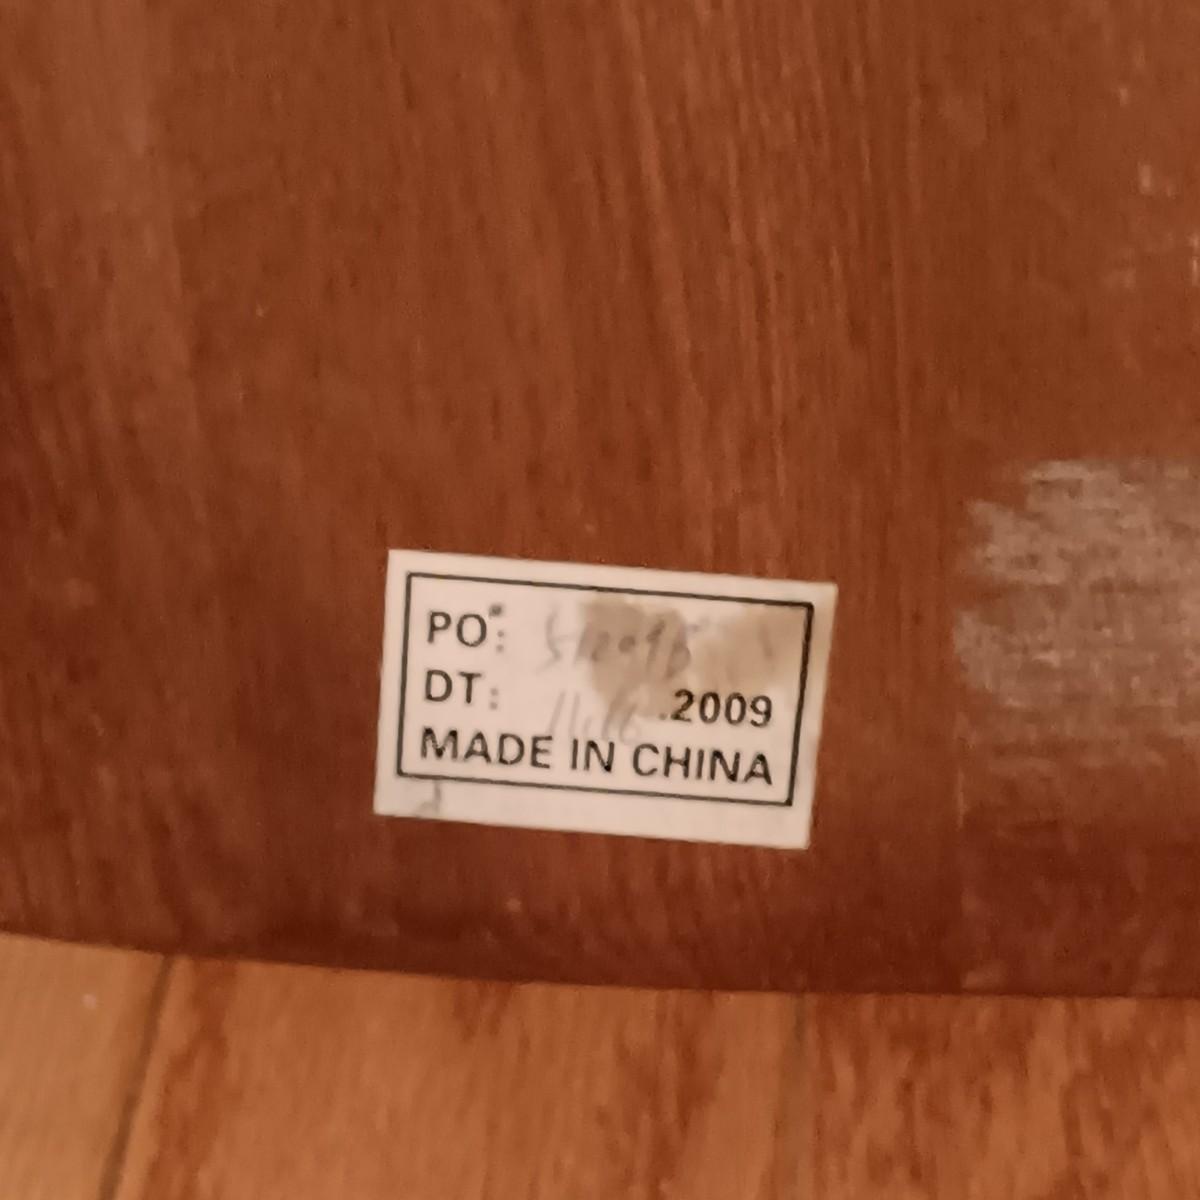 PO#:
DT: .2009
MADE IN CHINA